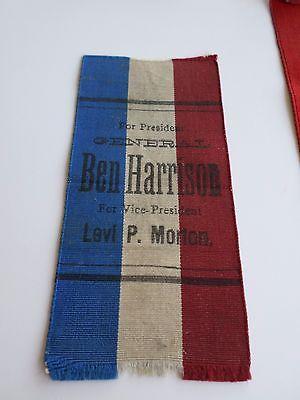 For President
GENERAL
Ben Harrison
For Vice-President
Levi P. Morton.